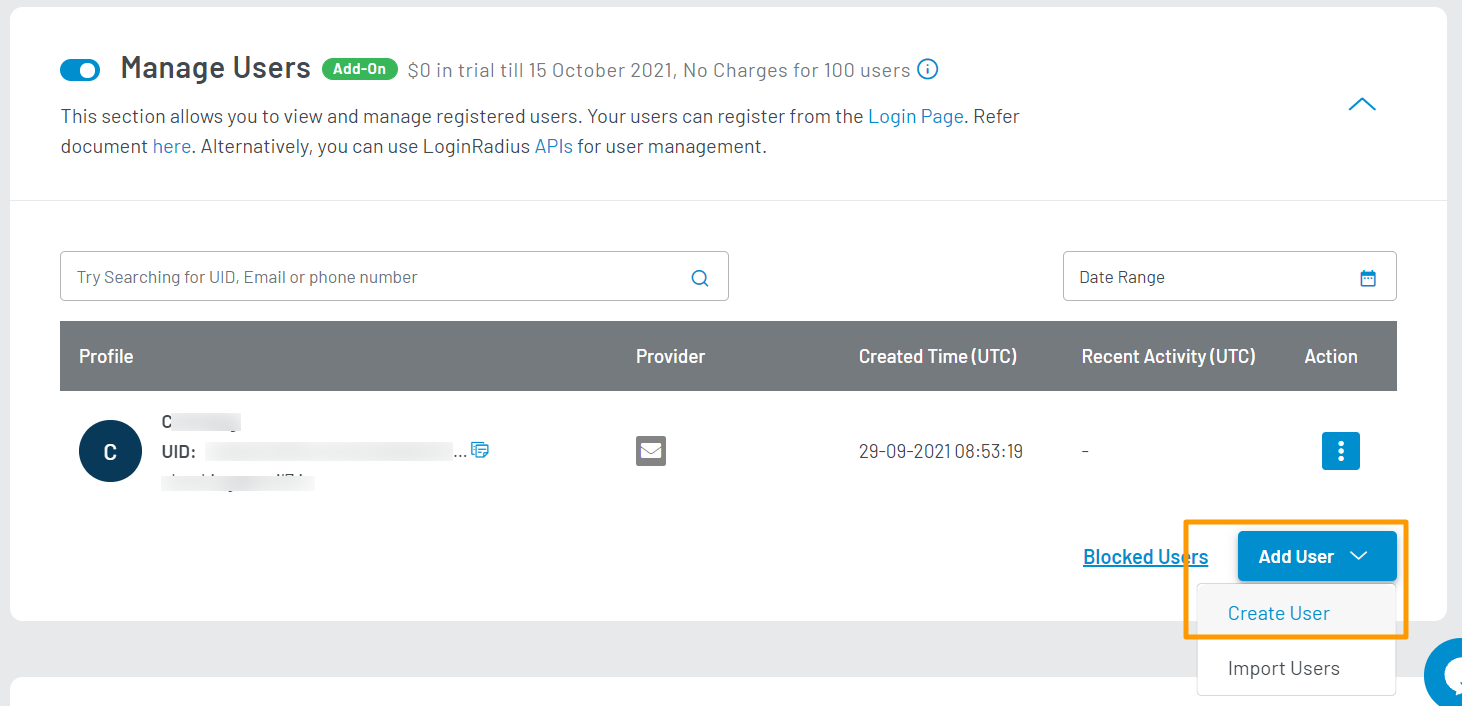 Manage Users Add-On $0 in trial till 15 October 2021, No Charges for 100 users
This section allows you to view and manage registered users. Your users can register from the Login Page. Refer
document here. Alternatively, you can use LoginRadius APIs for user management.
Try Searching for UID, Email or phone number
Date Range
Profile Provider Created Time (UTC) Recent Activity (UTC) Action
C
C
UID: ...
29-09-2021 08:53:19 -
Blocked Users Add User
Create User
Import Users